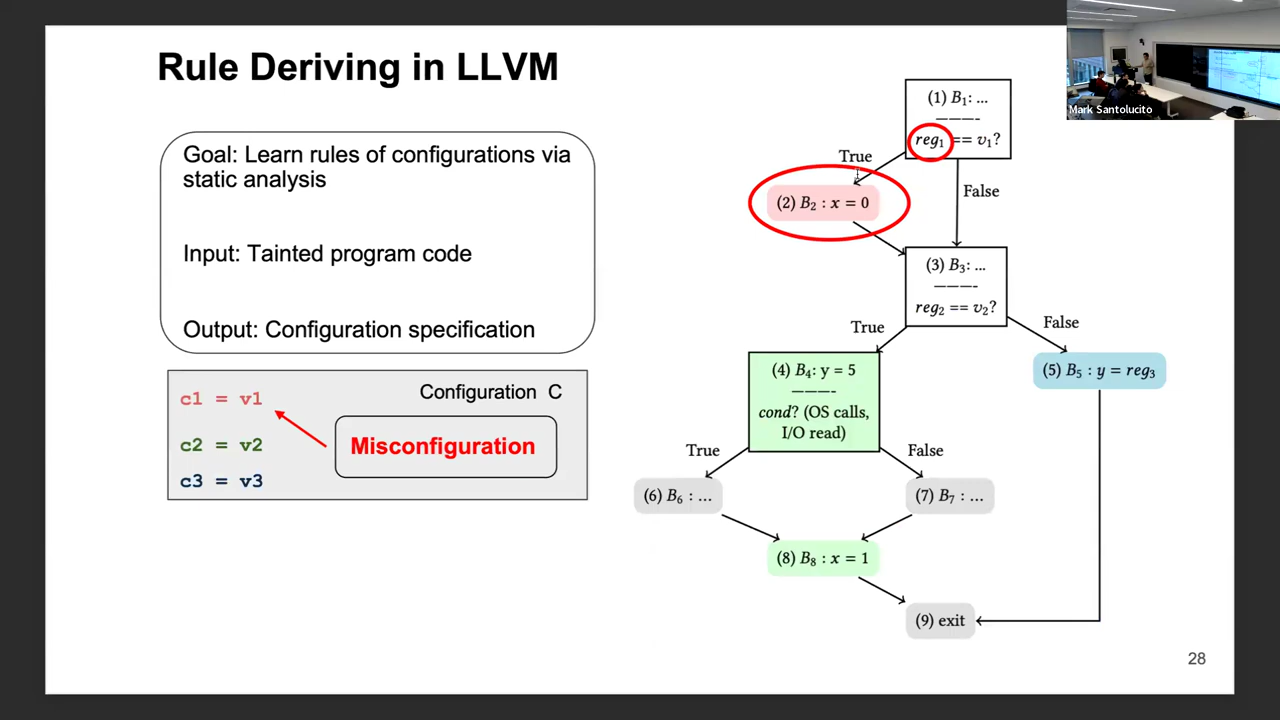 Rule Deriving in LLVM
Goal: Learn rules of configurations via
static analysis
Input: Tainted program code
Output: Configuration specification
Configuration C
c1 = v1
c2 = v2
c3 = v3
Misconfiguration
(1) B₁: ...
————-
reg₁ == v₁?
True
False
(2) B₂ : x = 0
(3) B₃: ...
————-
reg₂ == v₂?
True
False
(4) B₄: y = 5
————-
cond? (OS calls,
I/O read)
(5) B₅ : y = reg₃
True
False
(6) B₆ : ...
(7) B₇ : ...
(8) B₈ : x = 1
(9) exit
28
Mark Santolucito